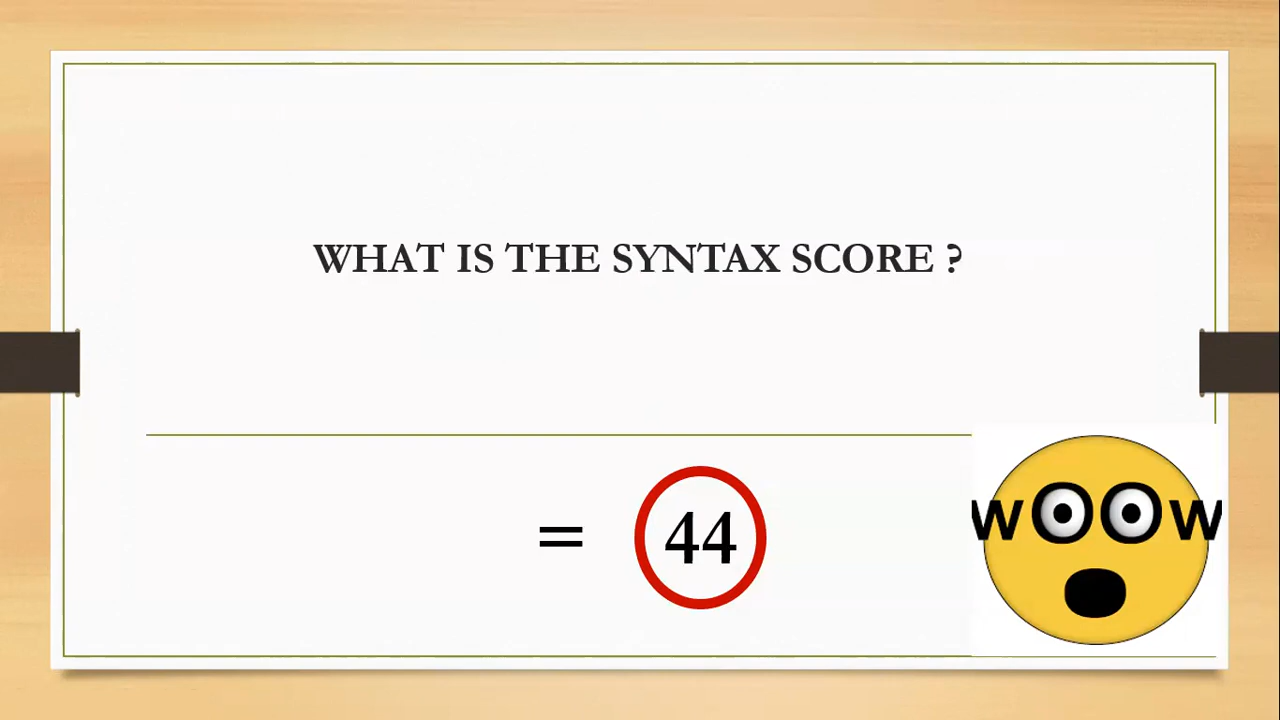 WHAT IS THE SYNTAX SCORE ?
= 44
wOOw